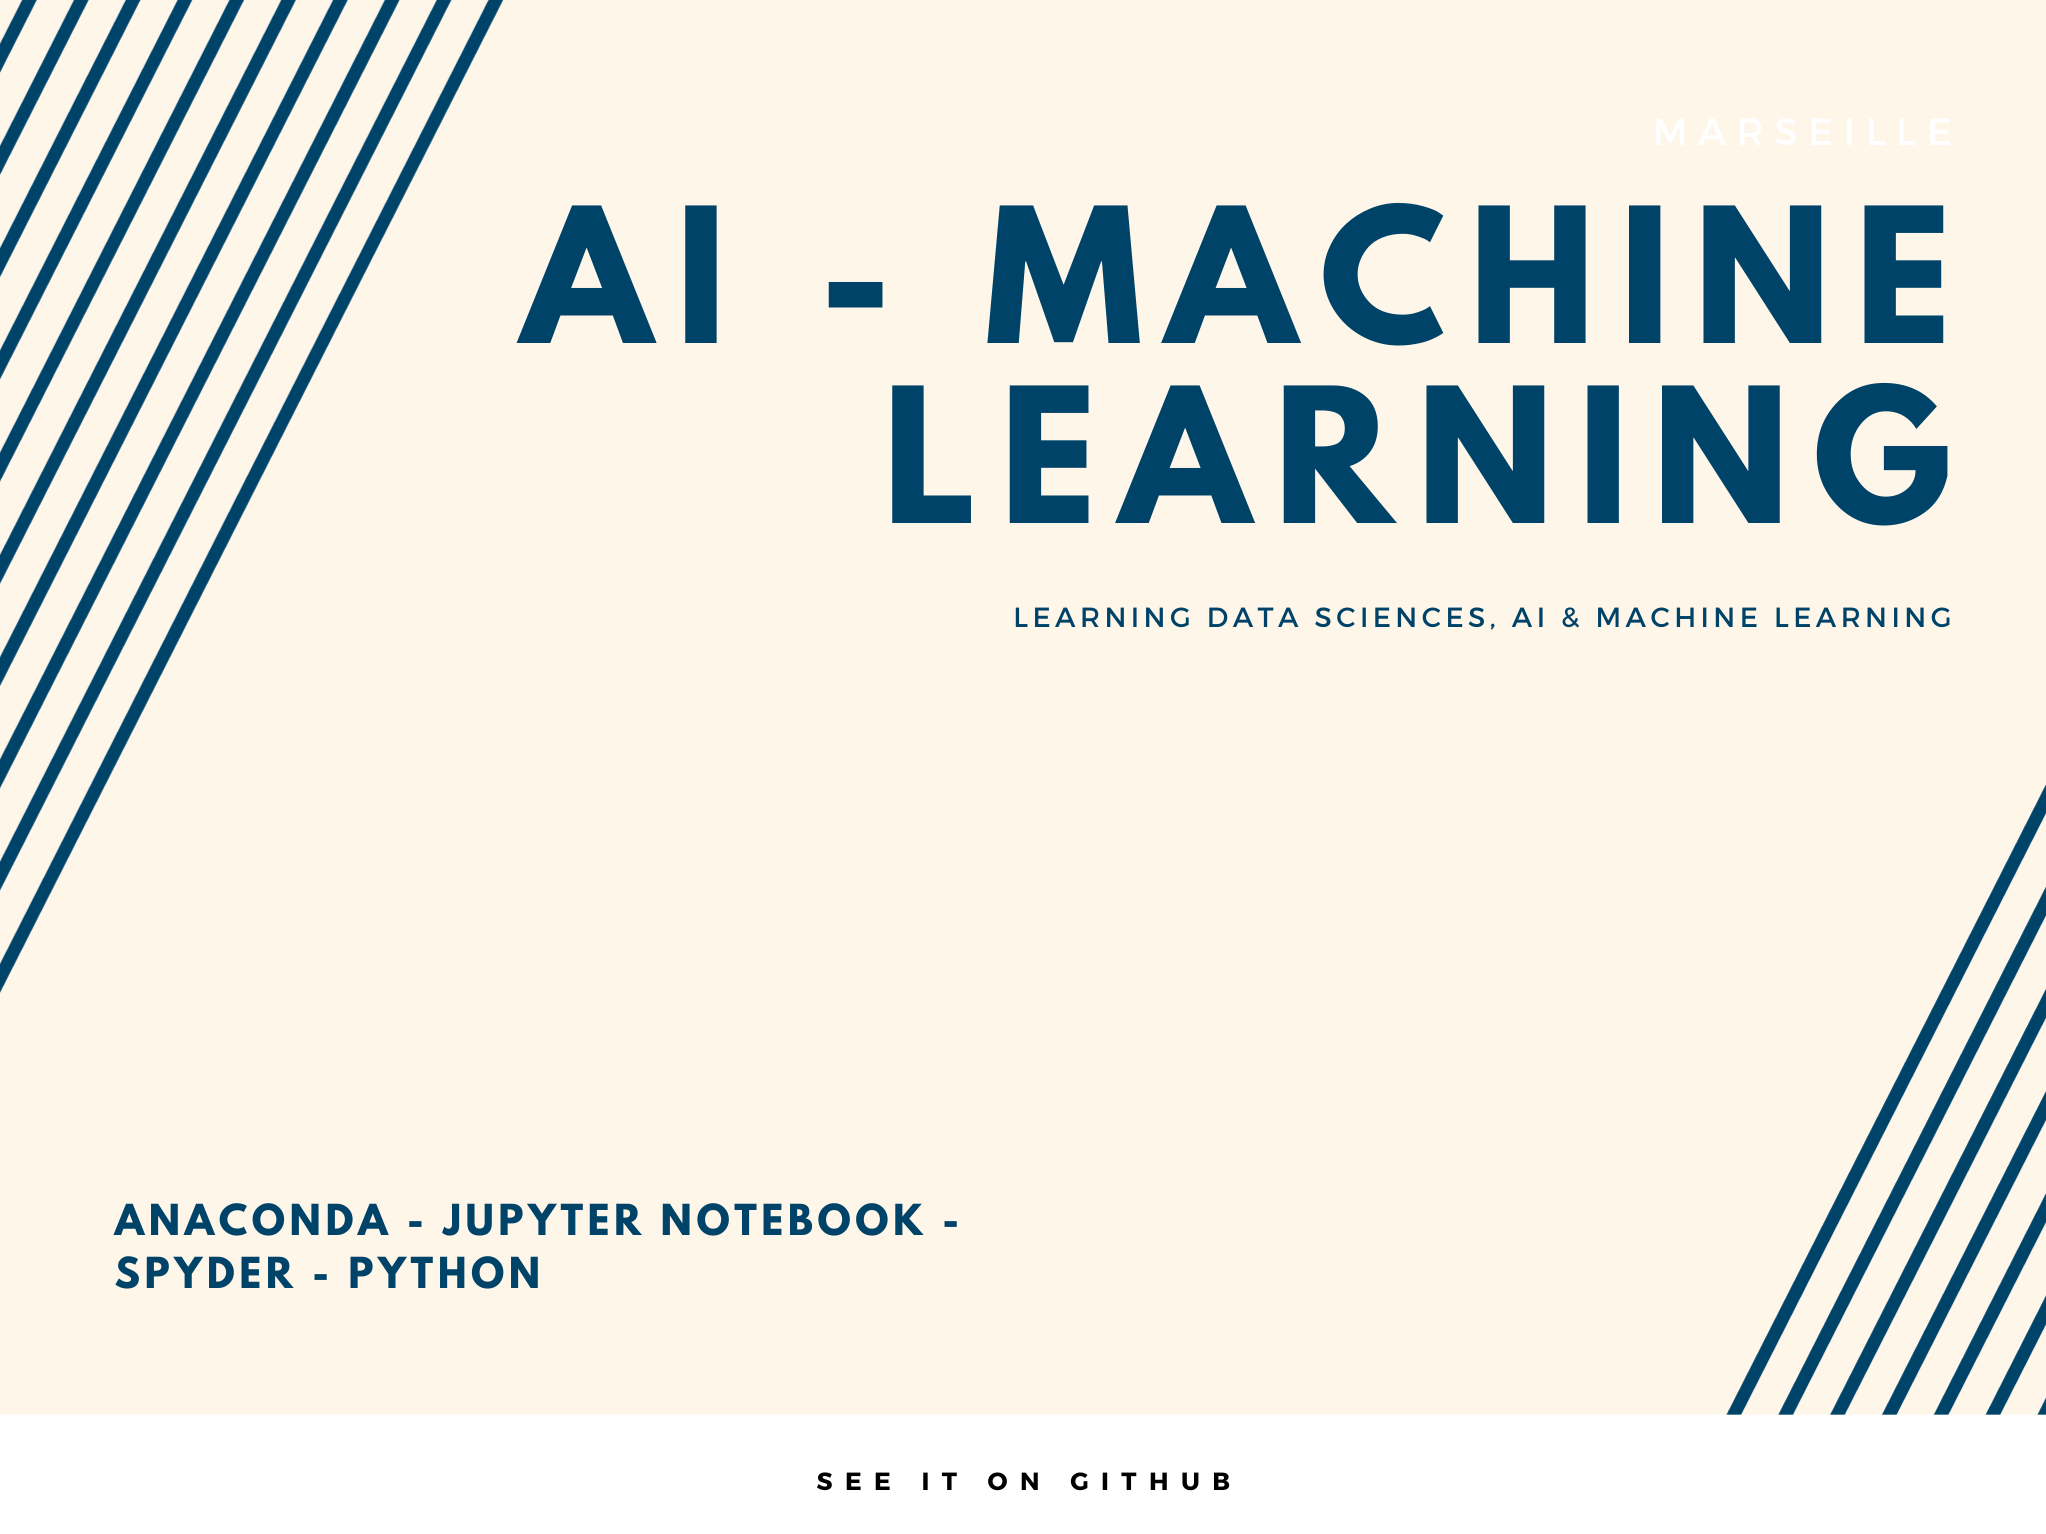 MARSEILLE
AI - MACHINE
LEARNING
LEARNING DATA SCIENCES, AI & MACHINE LEARNING
ANACONDA - JUPYTER NOTEBOOK -
SPYDER - PYTHON
SEE IT ON GITHUB